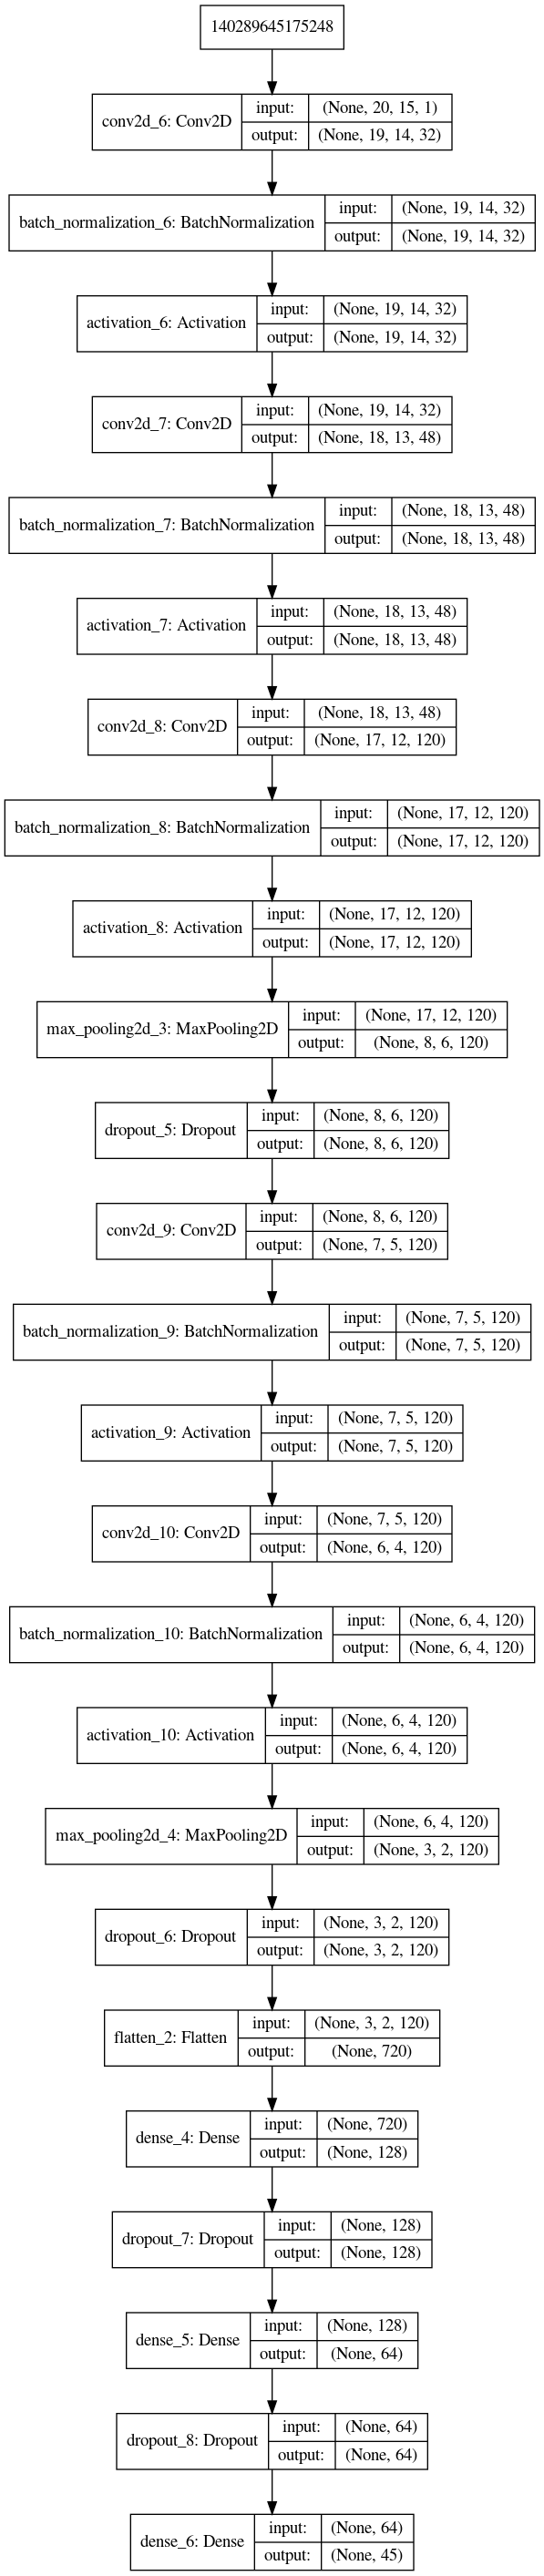 140289645175248
conv2d_6: Conv2D
input: (None, 20, 15, 1)
output: (None, 19, 14, 32)
batch_normalization_6: BatchNormalization
input: (None, 19, 14, 32)
output: (None, 19, 14, 32)
activation_6: Activation
input: (None, 19, 14, 32)
output: (None, 19, 14, 32)
conv2d_7: Conv2D
input: (None, 19, 14, 32)
output: (None, 18, 13, 48)
batch_normalization_7: BatchNormalization
input: (None, 18, 13, 48)
output: (None, 18, 13, 48)
activation_7: Activation
input: (None, 18, 13, 48)
output: (None, 18, 13, 48)
conv2d_8: Conv2D
input: (None, 18, 13, 48)
output: (None, 17, 12, 120)
batch_normalization_8: BatchNormalization
input: (None, 17, 12, 120)
output: (None, 17, 12, 120)
activation_8: Activation
input: (None, 17, 12, 120)
output: (None, 17, 12, 120)
max_pooling2d_3: MaxPooling2D
input: (None, 17, 12, 120)
output: (None, 8, 6, 120)
dropout_5: Dropout
input: (None, 8, 6, 120)
output: (None, 8, 6, 120)
conv2d_9: Conv2D
input: (None, 8, 6, 120)
output: (None, 7, 5, 120)
batch_normalization_9: BatchNormalization
input: (None, 7, 5, 120)
output: (None, 7, 5, 120)
activation_9: Activation
input: (None, 7, 5, 120)
output: (None, 7, 5, 120)
conv2d_10: Conv2D
input: (None, 7, 5, 120)
output: (None, 6, 4, 120)
batch_normalization_10: BatchNormalization
input: (None, 6, 4, 120)
output: (None, 6, 4, 120)
activation_10: Activation
input: (None, 6, 4, 120)
output: (None, 6, 4, 120)
max_pooling2d_4: MaxPooling2D
input: (None, 6, 4, 120)
output: (None, 3, 2, 120)
dropout_6: Dropout
input: (None, 3, 2, 120)
output: (None, 3, 2, 120)
flatten_2: Flatten
input: (None, 3, 2, 120)
output: (None, 720)
dense_4: Dense
input: (None, 720)
output: (None, 128)
dropout_7: Dropout
input: (None, 128)
output: (None, 128)
dense_5: Dense
input: (None, 128)
output: (None, 64)
dropout_8: Dropout
input: (None, 64)
output: (None, 64)
dense_6: Dense
input: (None, 64)
output: (None, 45)